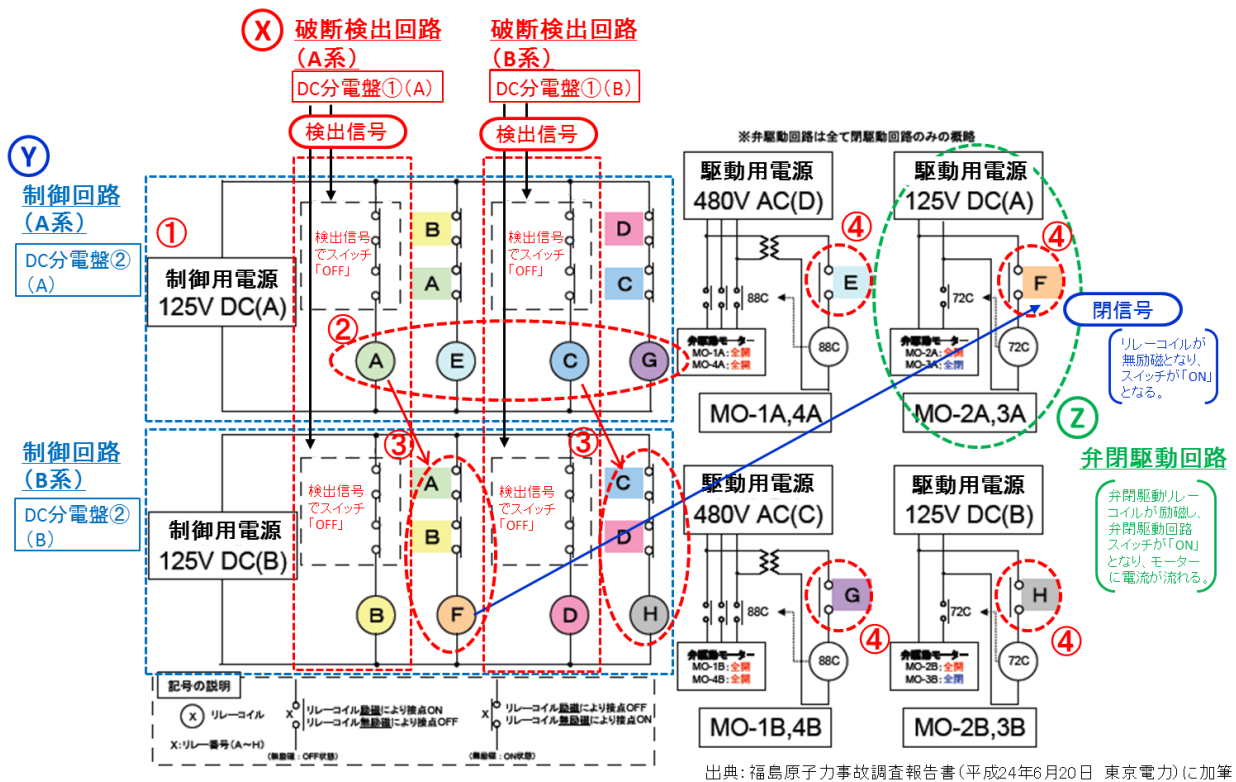 X
破断検出回路
(A系)
DC分電盤①(A)
検出信号
破断検出回路
(B系)
DC分電盤①(B)
検出信号
※弁駆動回路は全て閉駆動回路のみの概略
Y
制御回路
(A系)
DC分電盤②
(A)
①
制御用電源
125V DC(A)
検出信号
でスイッチ
「OFF」
B
A
検出信号
でスイッチ
「OFF」
D
C
②
A
E
C
G
駆動用電源
480V AC(D)
④
E
88C
88C
弁駆動モーター
MO-1A:全開
MO-4A:全開
MO-1A,4A
駆動用電源
125V DC(A)
④
F
72C
72C
弁駆動モーター
MO-2A:全開
MO-3A:全閉
MO-2A,3A
閉信号
リレーコイルが
無励磁となり、
スイッチが「ON」
となる。
Z
弁閉駆動回路
弁閉駆動リレー
コイルが励磁し、
弁閉駆動回路
スイッチが「ON」
となり、モーター
に電流が流れる。
制御回路
(B系)
DC分電盤②
(B)
制御用電源
125V DC(B)
検出信号
でスイッチ
「OFF」
③
A
B
検出信号
でスイッチ
「OFF」
③
C
D
B
F
D
H
駆動用電源
480V AC(C)
G
④
88C
88C
弁駆動モーター
MO-1B:全開
MO-4B:全開
MO-1B,4B
駆動用電源
125V DC(B)
H
④
72C
72C
弁駆動モーター
MO-2B:全開
MO-3B:全閉
MO-2B,3B
記号の説明
X リレーコイル
X:リレー番号(A~H)
X
リレーコイル励磁により接点ON
リレーコイル無励磁により接点OFF
(無励磁:OFF状態)
X
リレーコイル励磁により接点OFF
リレーコイル無励磁により接点ON
(無励磁:ON状態)
出典:福島原子力事故調査報告書(平成24年6月20日 東京電力)に加筆